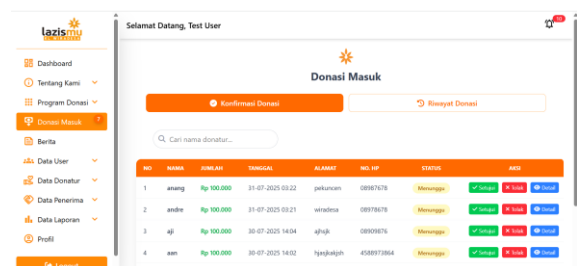 lazismu
Selamat Datang, Test User
10
Dashboard
Tentang Kami
Program Donasi
Donasi Masuk
Berita
Data User
Data Donatur
Data Penerima
Data Laporan
Profil
Logout
Donasi Masuk
Konfirmasi Donasi
Riwayat Donasi
Cari nama donatur...
NO NAMA JUMLAH TANGGAL ALAMAT NO. HP STATUS AKSI
1 anang Rp 100.000 31-07-2025 03:22 pekuncen 08987678 Menunggu Setujui Tolak Detail
2 andre Rp 100.000 31-07-2025 03:21 wiradesa 08978678 Menunggu Setujui Tolak Detail
3 aji Rp 100.000 30-07-2025 14:04 ajhsjk 08909876 Menunggu Setujui Tolak Detail
4 aan Rp 100.000 30-07-2025 14:02 4588973864 Menunggu Setujui Tolak Detail